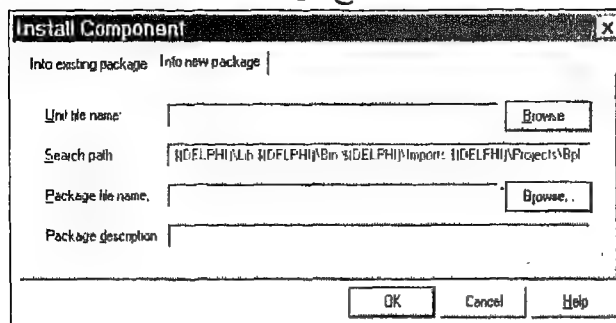 Install Component
Into existing package Into new package
Unit file name:
Browse
Search path $(DELPHI)\Lib $(DELPHI)\Bin $(DELPHI)\Imports $(DELPHI)\Projects\Bpl
Package file name,
Browse..
Package description
OK Cancel Help